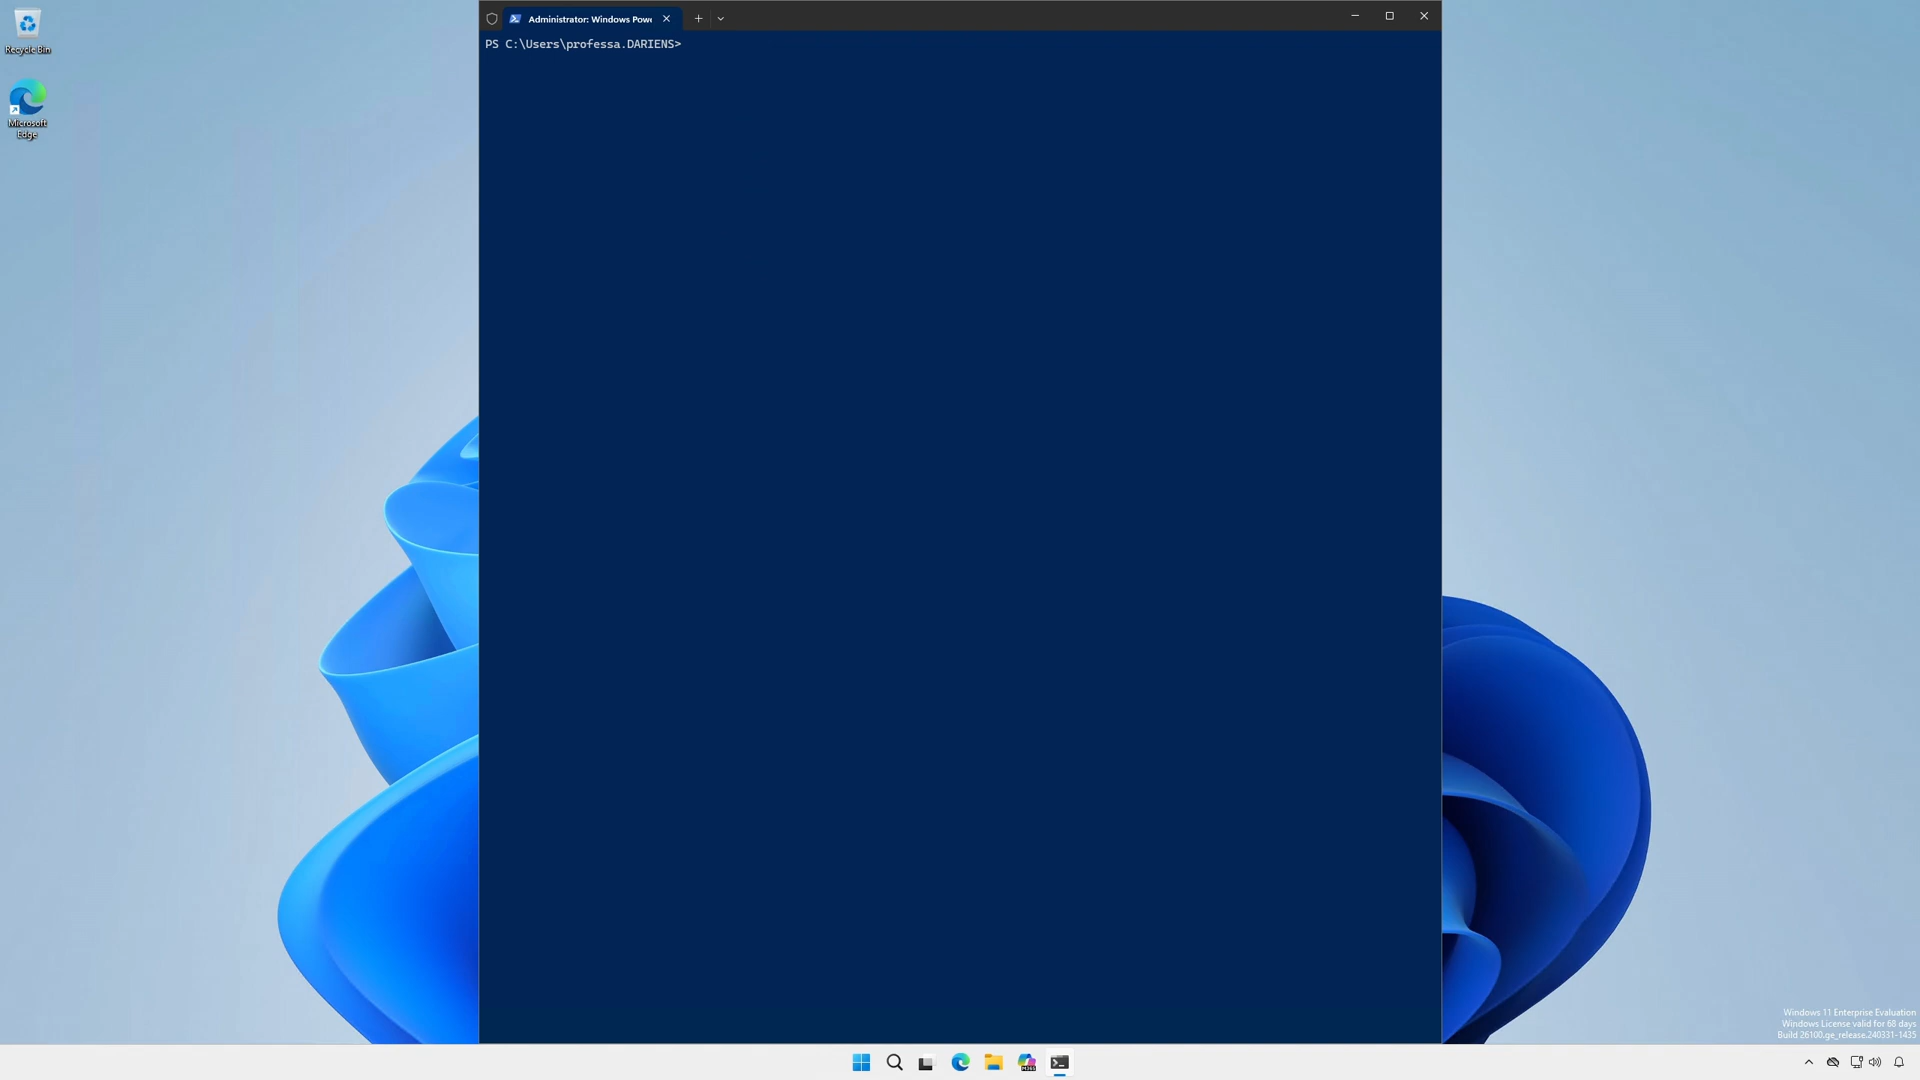 Recycle Bin
Microsoft
Edge
Administrator: Windows Powe
PS C:\Users\professa.DARIENS>
Windows 11 Enterprise Evaluation
Windows License valid for 68 days
Build 26100.ge_release.240331-1435
M365